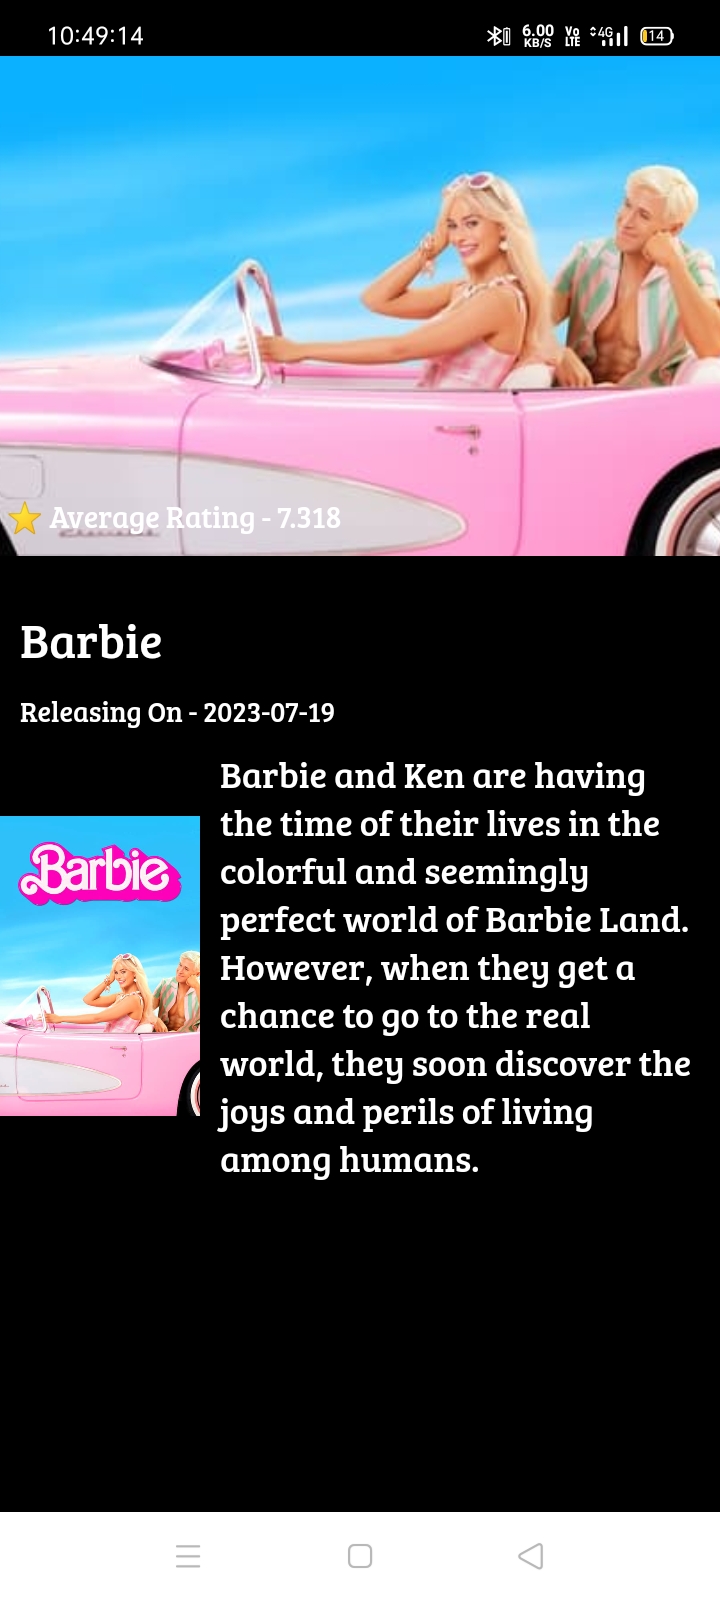 10:49:14
6.00 KB/S Vo LTE 4G 14
⭐ Average Rating - 7.318
Barbie
Releasing On - 2023-07-19
Barbie and Ken are having
the time of their lives in the
colorful and seemingly
perfect world of Barbie Land.
However, when they get a
chance to go to the real
world, they soon discover the
joys and perils of living
among humans.
Barbie